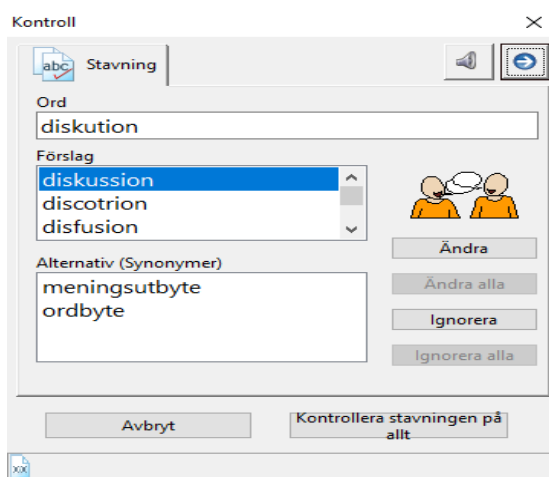 Kontroll
abc
Stavning
Ord
diskution
Förslag
diskussion
discotrion
disfusion
Alternativ (Synonymer)
meningsutbyte
ordbyte
Ändra
Ändra alla
Ignorera
Ignorera alla
Avbryt
Kontrollera stavningen på
allt